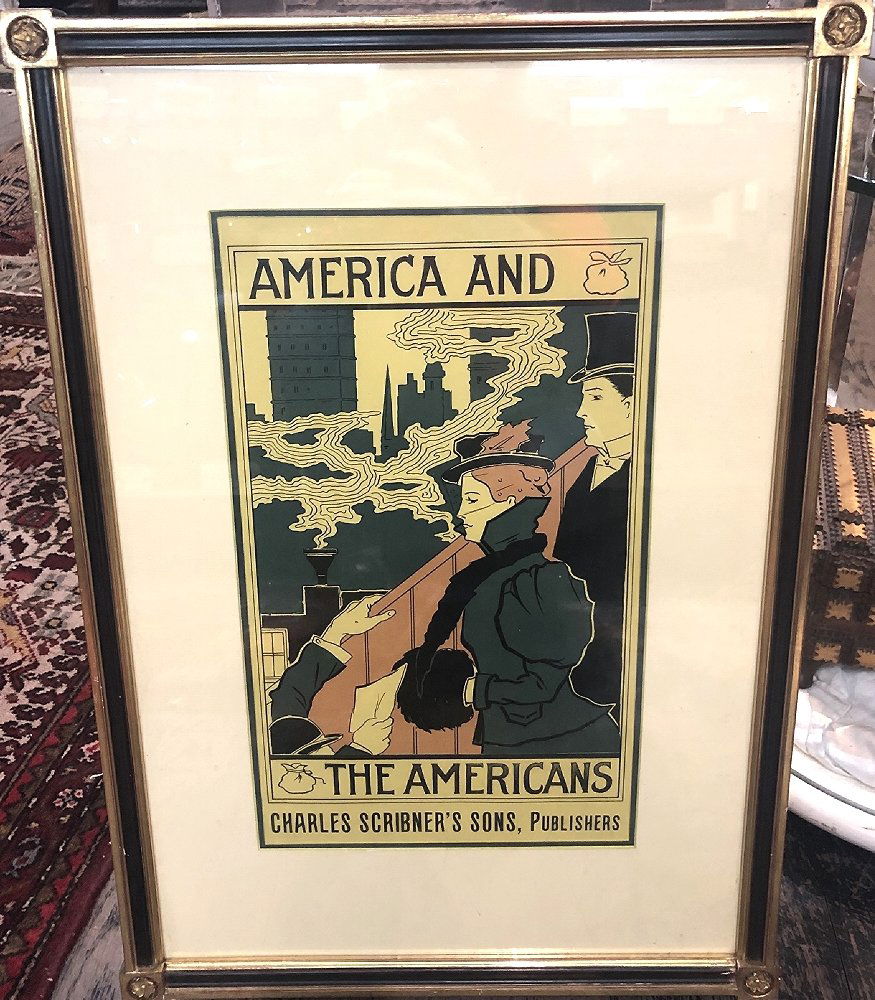 AMERICA AND
THE AMERICANS
CHARLES SCRIBNER'S SONS, PUBLISHERS